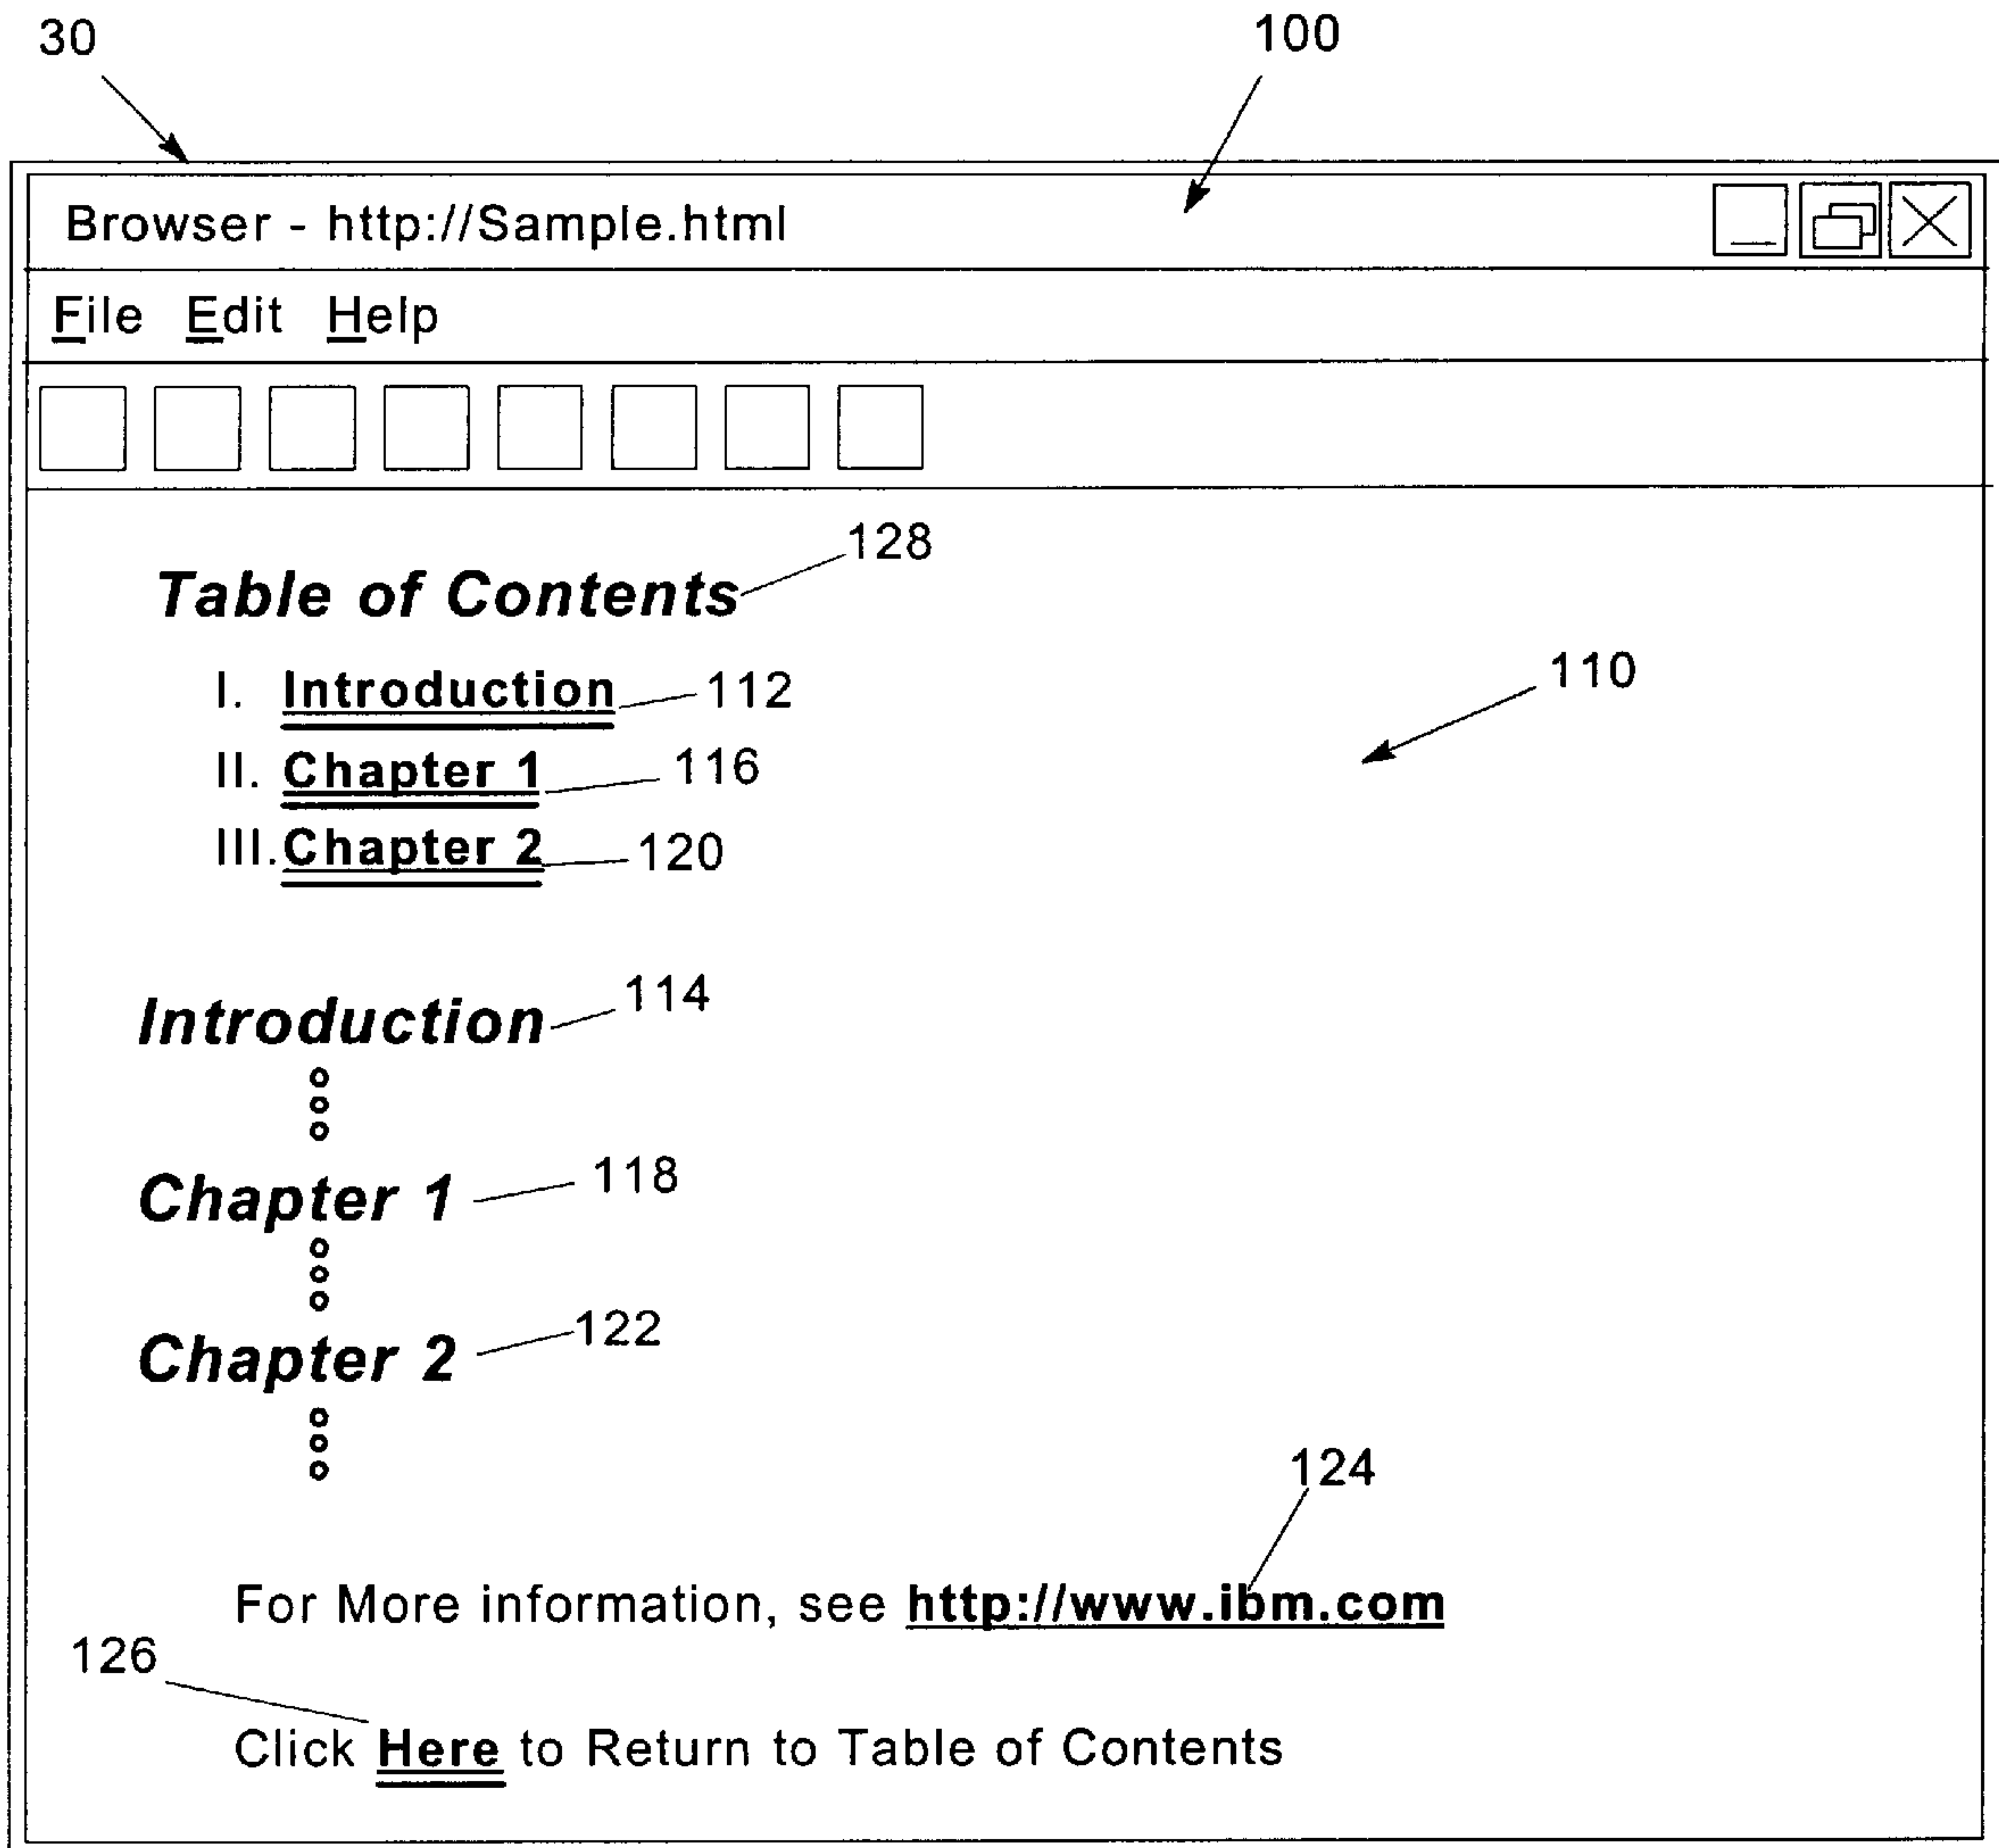 30 100
Browser - http://Sample.html
File Edit Help
128
Table of Contents
110
I. Introduction 112
II. Chapter 1 116
III. Chapter 2 120
Introduction 114
Chapter 1 118
Chapter 2 122
124
For More information, see http://www.ibm.com
126
Click Here to Return to Table of Contents